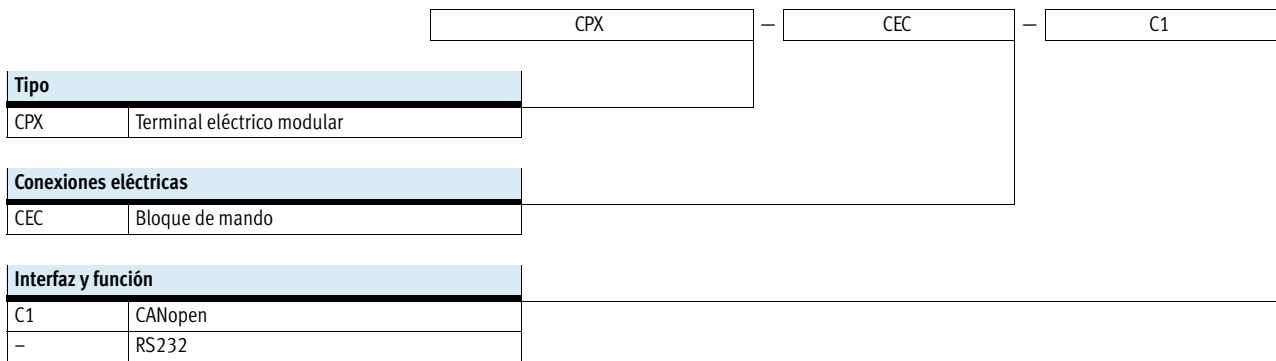 CPX – CEC – C1
Tipo
CPX Terminal eléctrico modular
Conexiones eléctricas
CEC Bloque de mando
Interfaz y función
C1 CANopen
– RS232